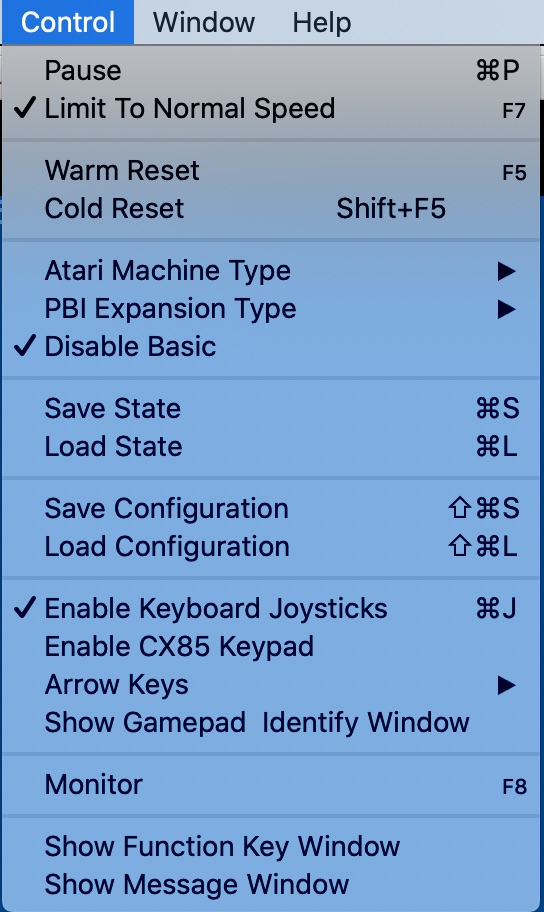 Control Window Help
Pause ⌘P
✓ Limit To Normal Speed F7
Warm Reset F5
Cold Reset Shift+F5
Atari Machine Type ▶
PBI Expansion Type ▶
✓ Disable Basic
Save State ⌘S
Load State ⌘L
Save Configuration ⇧⌘S
Load Configuration ⇧⌘L
✓ Enable Keyboard Joysticks ⌘J
Enable CX85 Keypad
Arrow Keys ▶
Show Gamepad  Identify Window
Monitor F8
Show Function Key Window
Show Message Window